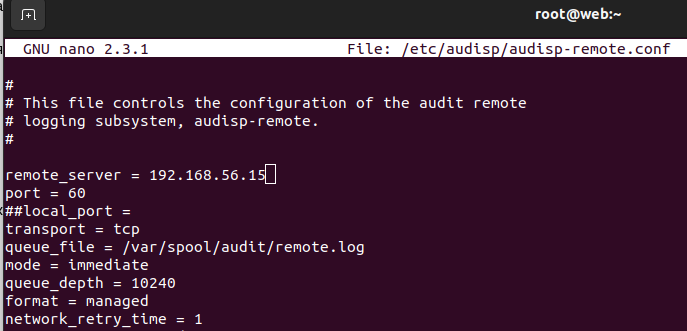 root@web:~
GNU nano 2.3.1 File: /etc/audisp/audisp-remote.conf
#
# This file controls the configuration of the audit remote
# logging subsystem, audisp-remote.
#
remote_server = 192.168.56.15
port = 60
##local_port =
transport = tcp
queue_file = /var/spool/audit/remote.log
mode = immediate
queue_depth = 10240
format = managed
network_retry_time = 1